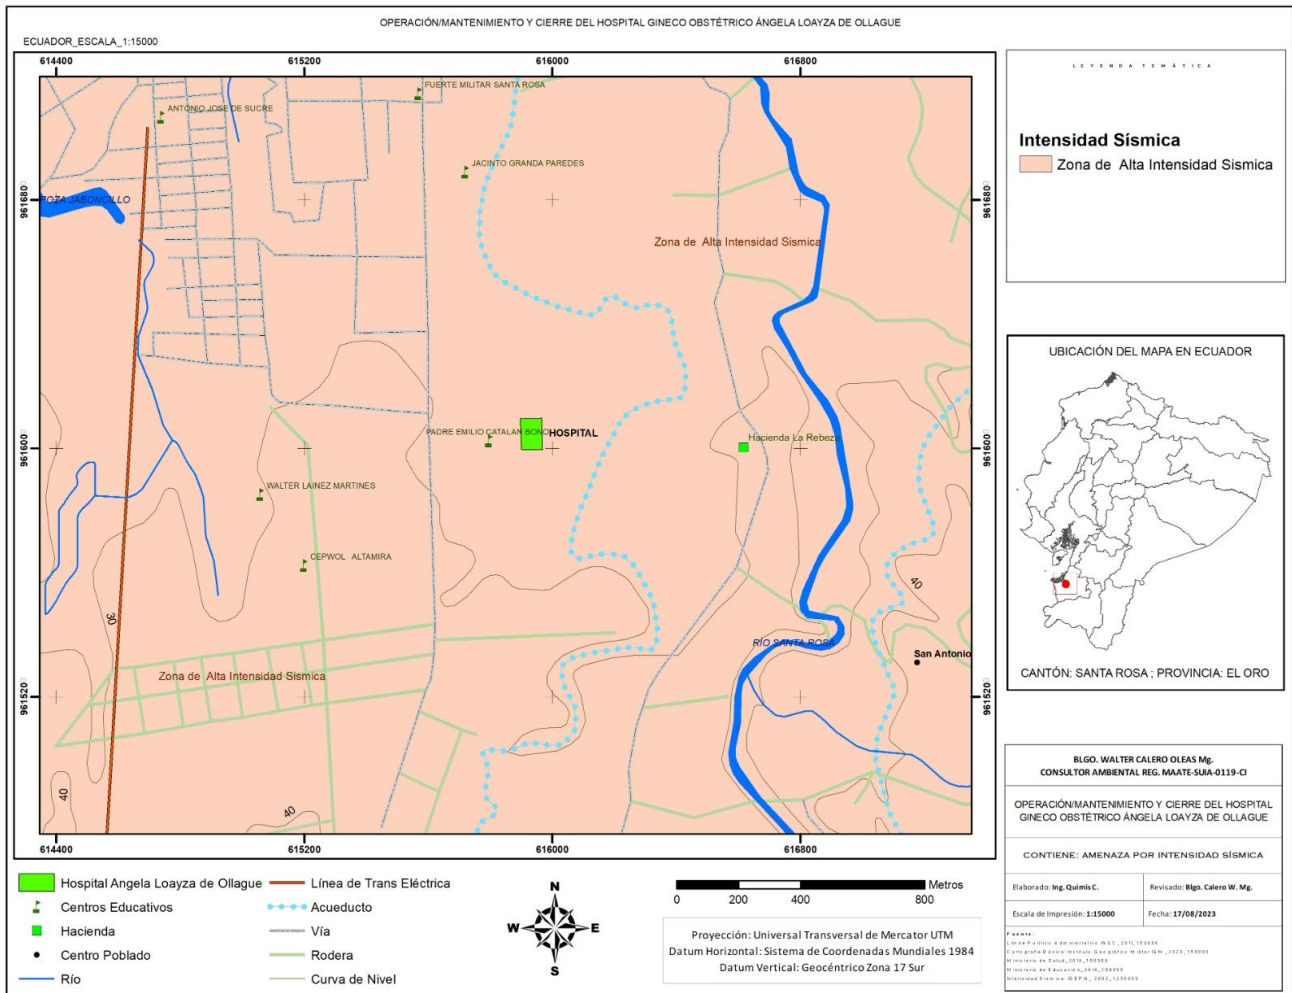 OPERACIÓN/MANTENIMIENTO Y CIERRE DEL HOSPITAL GINECO OBSTÉTRICO ÁNGELA LOAYZA DE OLLAGUE
ECUADOR_ESCALA_1:15000
614400
615200
616000
616800
FUERTE MILITAR SANTA ROSA
ANTONIO JOSE DE SUCRE
JACINTO GRANDA PAREDES
POZA JABONCILLO
9616800
9616800
Zona de Alta Intensidad Sismica
PADRE EMILIO CATALAN BONO
HOSPITAL
Hacienda La Rebeza
9616000
9616000
WALTER LAINEZ MARTINES
CEPWOL ALTAMIRA
40
30
RÍO SANTA ROSA
San Antonio
Zona de Alta Intensidad Sismica
9615200
9615200
40
40
614400
615200
616000
616800
LEYENDA TEMÁTICA
Intensidad Sísmica
Zona de Alta Intensidad Sismica
UBICACIÓN DEL MAPA EN ECUADOR
CANTÓN: SANTA ROSA ; PROVINCIA: EL ORO
BLGO. WALTER CALERO OLEAS Mg.
CONSULTOR AMBIENTAL REG. MAATE-SUIA-0119-CI
OPERACIÓN/MANTENIMIENTO Y CIERRE DEL HOSPITAL
GINECO OBSTÉTRICO ÁNGELA LOAYZA DE OLLAGUE
CONTIENE: AMENAZA POR INTENSIDAD SÍSMICA
Elaborado: Ing. Quimis C.
Revisado: Blgo. Calero W. Mg.
Escala de Impresión: 1:15000
Fecha: 17/08/2023
Fuente:
Hospital Angela Loayza de Ollague
Centros Educativos
Hacienda
Centro Poblado
Río
Línea de Trans Eléctrica
Acueducto
Vía
Rodera
Curva de Nivel
N
W
E
S
Metros
0
200
400
800
Proyección: Universal Transversal de Mercator UTM
Datum Horizontal: Sistema de Coordenadas Mundiales 1984
Datum Vertical: Geocéntrico Zona 17 Sur